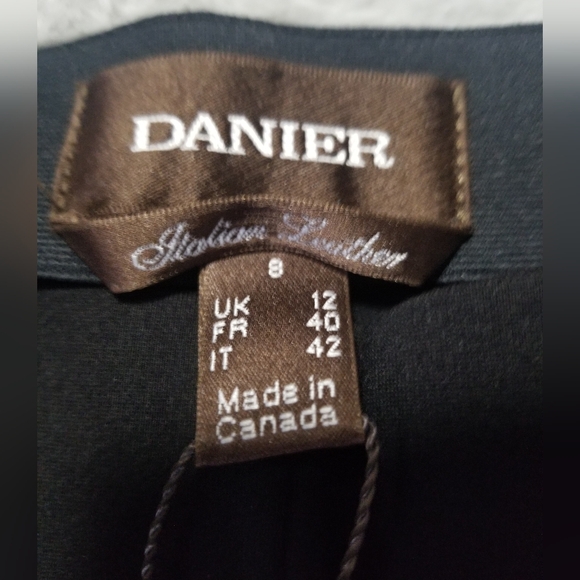 DANIER
Italian Leather
8
UK 12
FR 40
IT 42
Made in
Canada